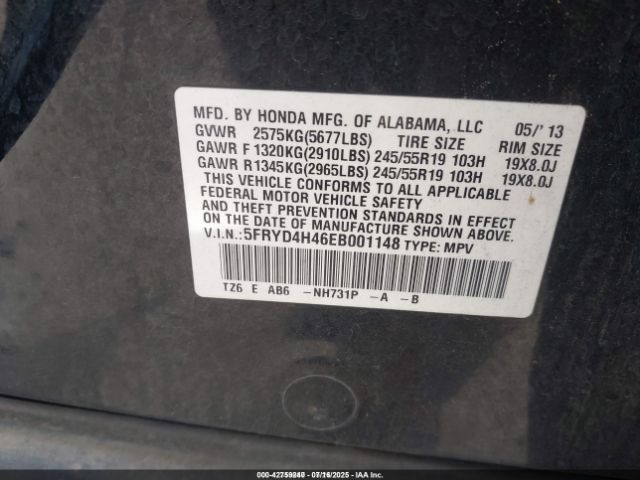 MFD. BY HONDA MFG. OF ALABAMA, LLC 05/'13
GVWR 2575KG(5677LBS) TIRE SIZE RIM SIZE
GAWR F 1320KG(2910LBS) 245/55R19 103H 19X8.0J
GAWR R1345KG(2965LBS) 245/55R19 103H 19X8.0J
THIS VEHICLE CONFORMS TO ALL APPLICABLE
FEDERAL MOTOR VEHICLE SAFETY
AND THEFT PREVENTION STANDARDS IN EFFECT
ON THE DATE OF MANUFACTURE SHOWN ABOVE.
V.I.N.:5FRYD4H46EB001148 TYPE: MPV
TZ6 E AB6 -NH731P -A -B
07/16/2025 / IAA Inc.